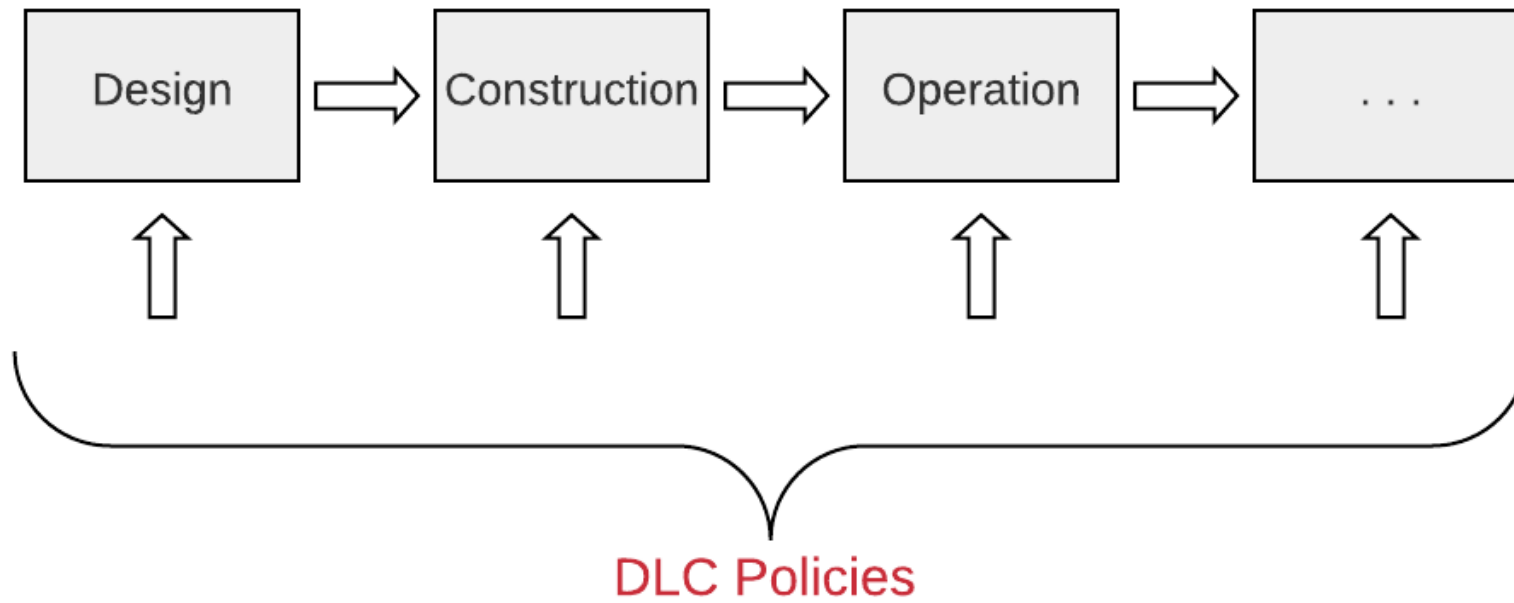 Design
Construction
Operation
. . .
DLC Policies